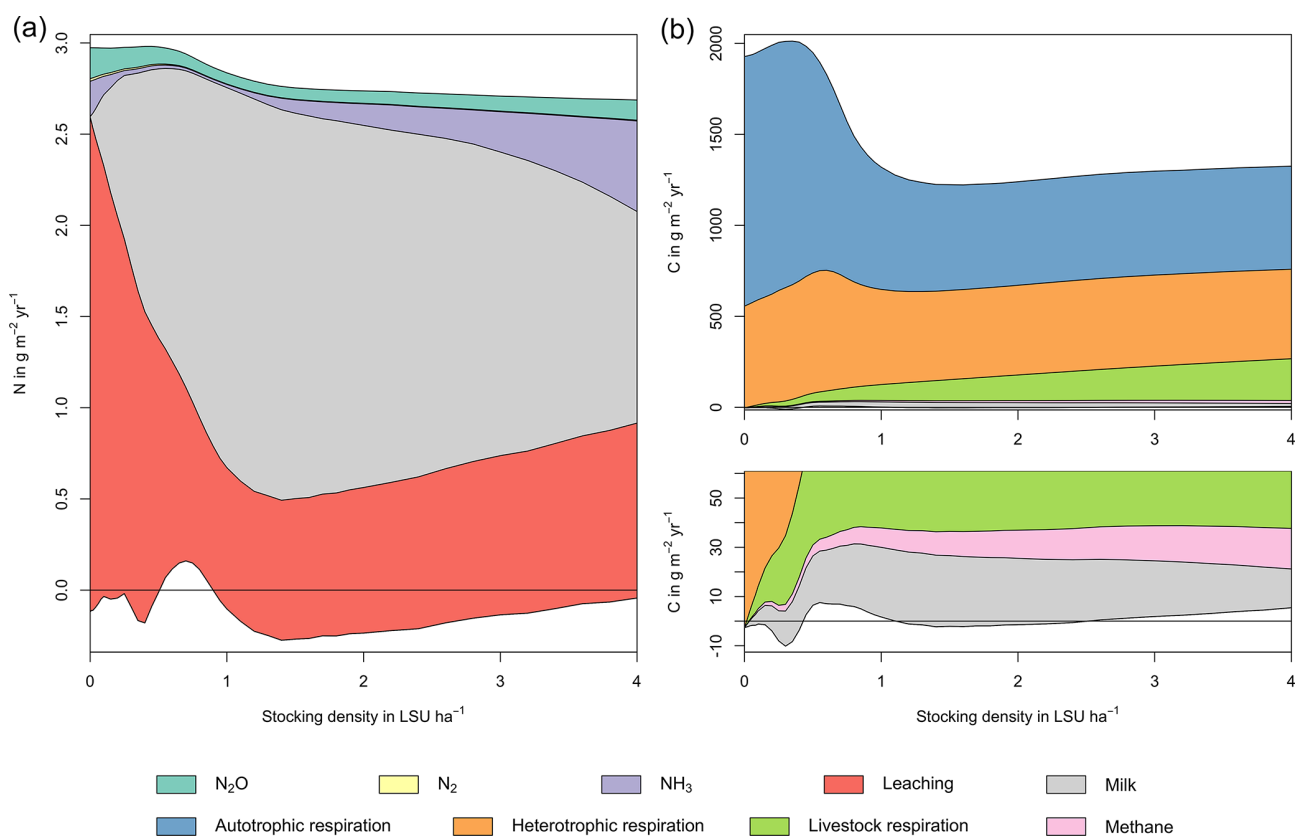 (a)
3.0
2.5
2.0
1.5
1.0
0.5
0.0
N in g m−2 yr−1
0 1 2 3 4
Stocking density in LSU ha−1
(b)
2000
1500
1000
500
0
C in g m−2 yr−1
0 1 2 3 4
50
30
10
-10
C in g m−2 yr−1
0 1 2 3 4
Stocking density in LSU ha−1
N2O N2 NH3 Leaching Milk
Autotrophic respiration Heterotrophic respiration Livestock respiration Methane